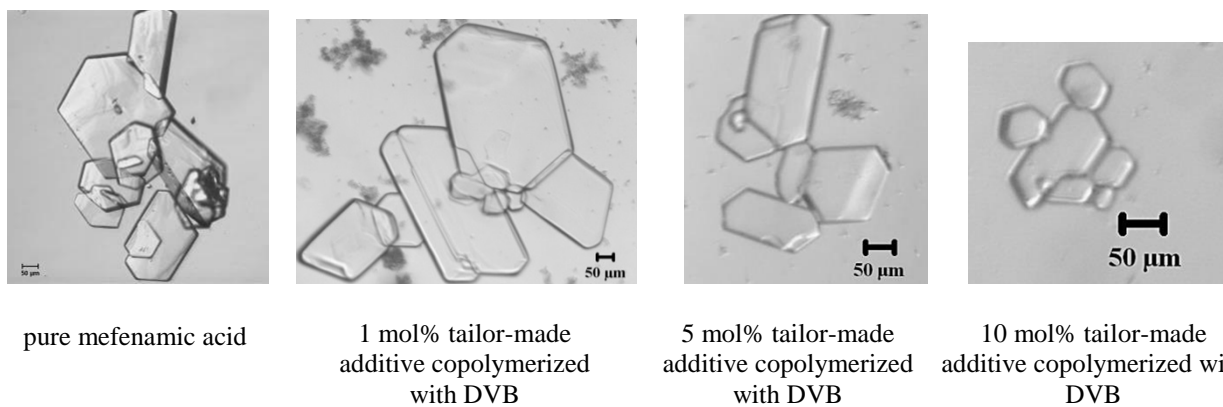 50 µm
50 µm
50 µm
50 µm
pure mefenamic acid
1 mol% tailor-made
additive copolymerized
with DVB
5 mol% tailor-made
additive copolymerized
with DVB
10 mol% tailor-made
additive copolymerized wi
DVB